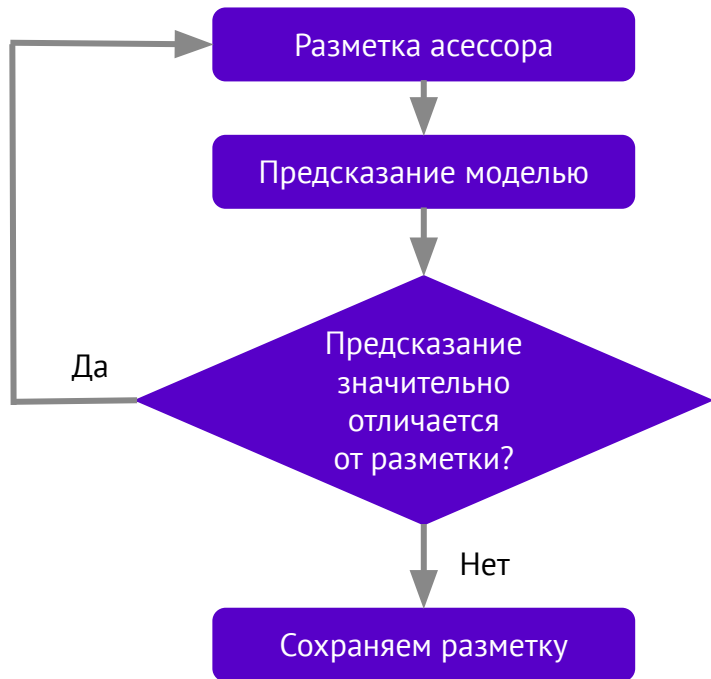 Разметка асессора
Предсказание моделью
Предсказание
значительно
отличается
от разметки?
Да
Нет
Сохраняем разметку